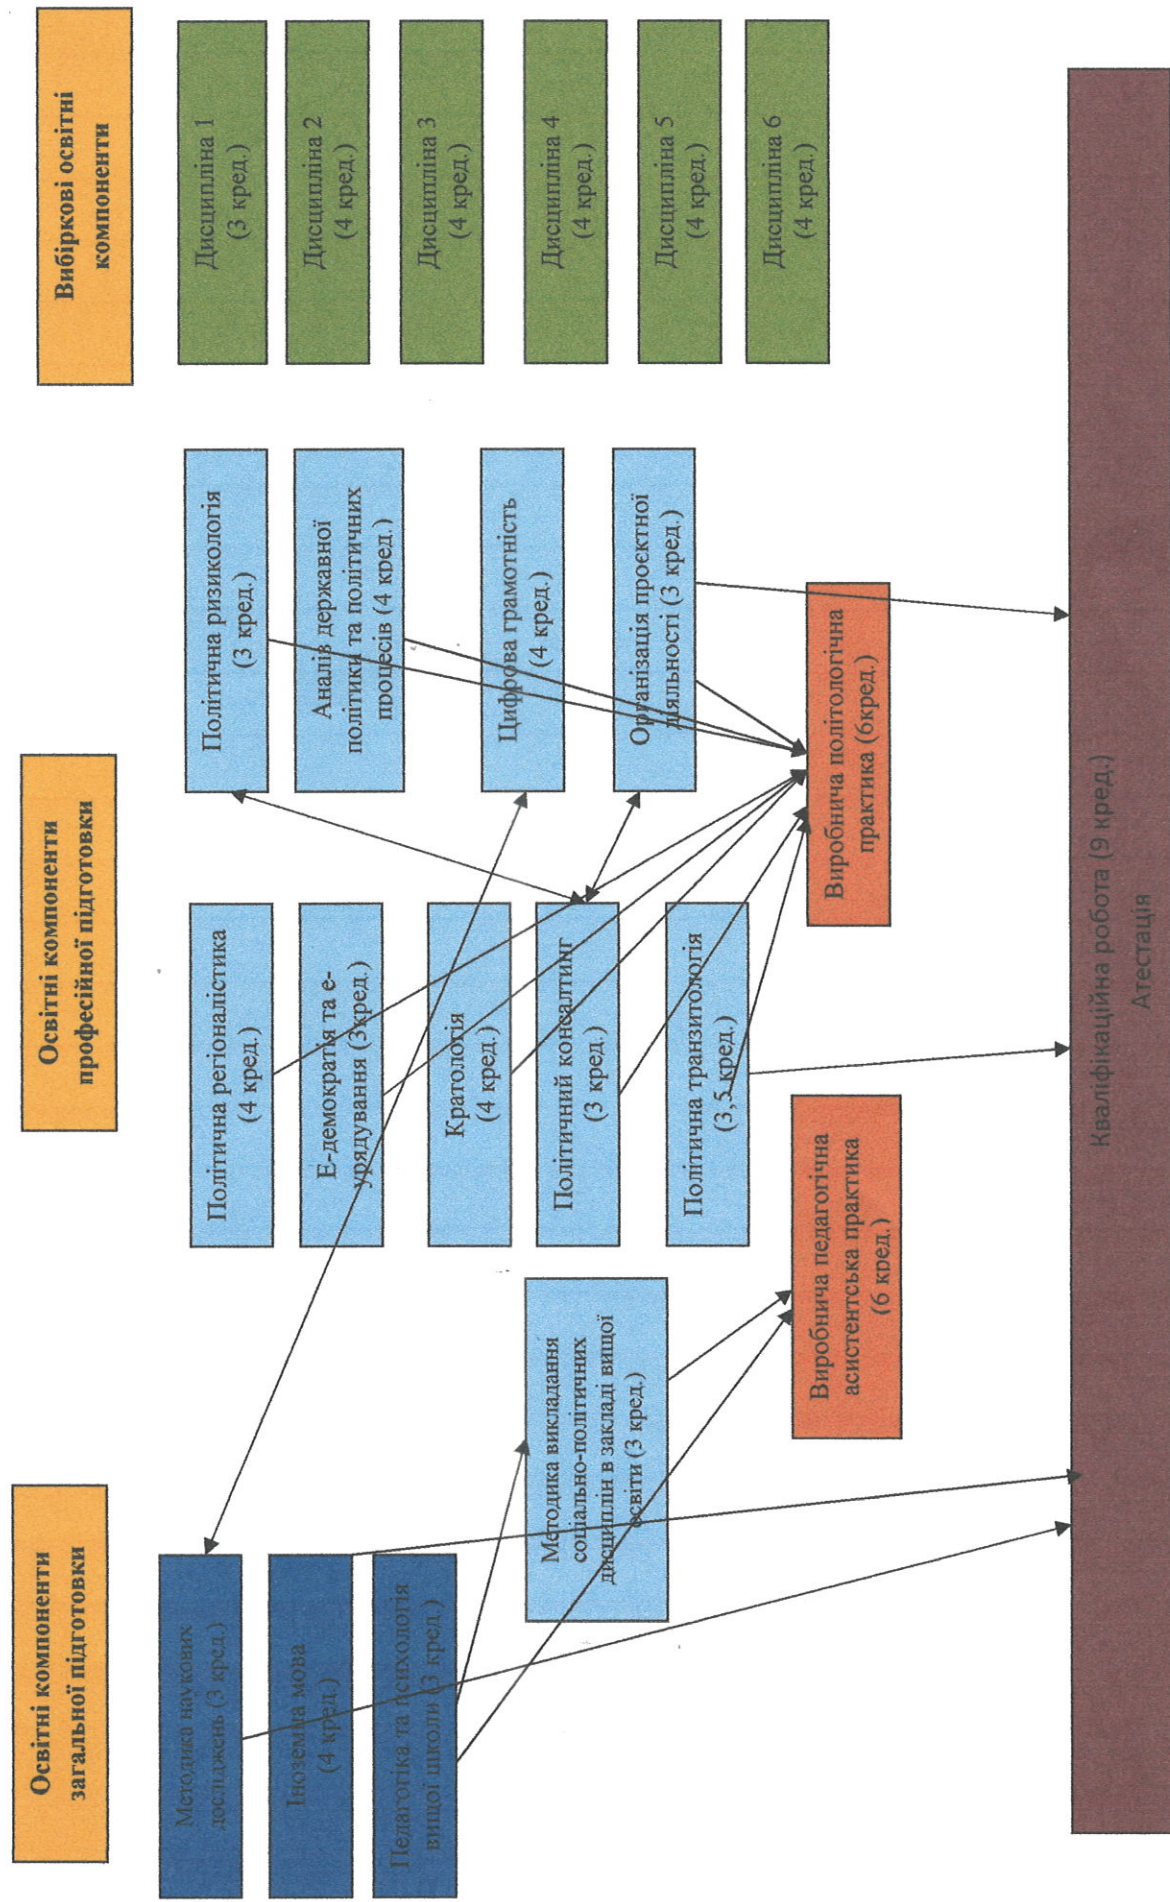 Освітні компоненти
загальної підготовки
Методика наукових
досліджень (3 кред.)
Іноземна мова
(4 кред.)
Педагогіка та психологія
вищої школи (3 кред.)
Освітні компоненти
професійної підготовки
Політична регіоналістика
(4 кред.)
Е-демократія та е-
урядування (3кред.)
Кратологія
(4 кред.)
Політичний консалтинг
(3 кред.)
Політична транзитологія
(3,5 кред.)
Методика викладання
соціально-політичних
дисциплін в закладі вищої
освіти (3 кред.)
Політична ризикологія
(3 кред.)
Аналіз державної
політики та політичних
процесів (4 кред.)
Цифрова грамотність
(4 кред.)
Організація проєктної
діяльності (3 кред.)
Вибіркові освітні
компоненти
Дисципліна 1
(3 кред.)
Дисципліна 2
(4 кред.)
Дисципліна 3
(4 кред.)
Дисципліна 4
(4 кред.)
Дисципліна 5
(4 кред.)
Дисципліна 6
(4 кред.)
Виробнича педагогічна
асистентська практика
(6 кред.)
Виробнича політологічна
практика (6кред.)
Кваліфікаційна робота (9 кред.)
Атестація